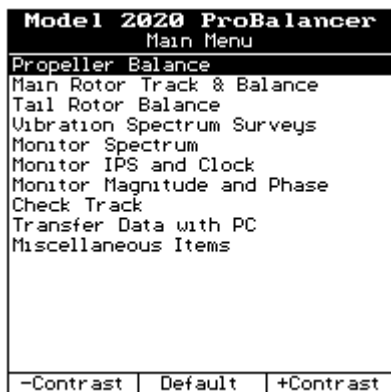 Model 2020 ProBalancer
Main Menu
Propeller Balance
Main Rotor Track & Balance
Tail Rotor Balance
Vibration Spectrum Surveys
Monitor Spectrum
Monitor IPS and Clock
Monitor Magnitude and Phase
Check Track
Transfer Data with PC
Miscellaneous Items
-Contrast Default +Contrast